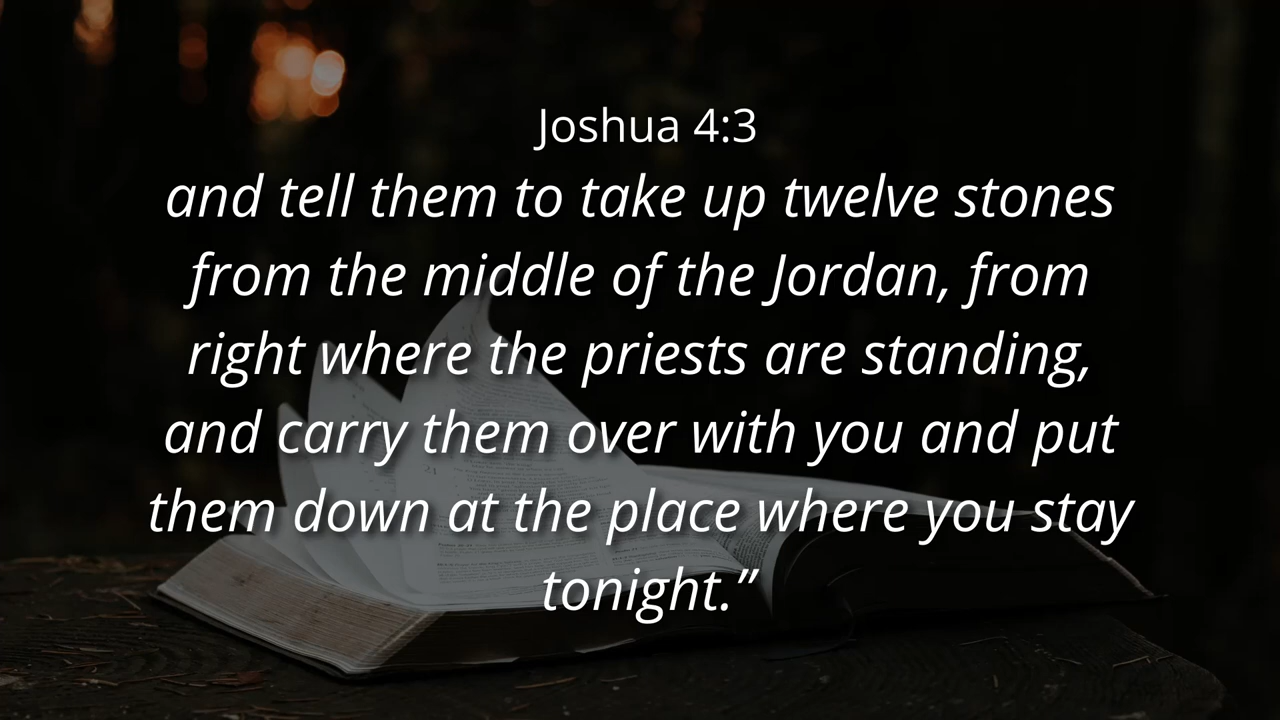 Joshua 4:3
and tell them to take up twelve stones
from the middle of the Jordan, from
right where the priests are standing,
and carry them over with you and put
them down at the place where you stay
tonight.”